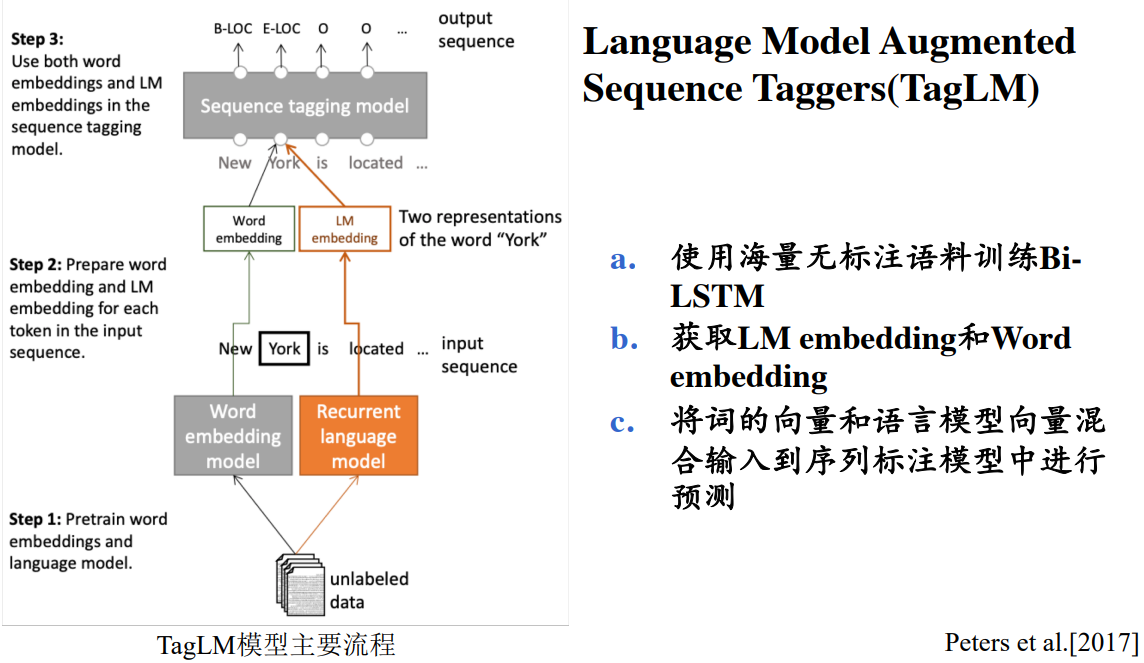 Step 3:
Use both word
embeddings and LM
embeddings in the
sequence tagging
model.
B-LOC E-LOC O O ...
output
sequence
Sequence tagging model
New York is located ...
Word
embedding
LM
embedding
Two representations
of the word “York”
Step 2: Prepare word
embedding and LM
embedding for each
token in the input
sequence.
New York is located ...
input
sequence
Word
embedding
model
Recurrent
language
model
Step 1: Pretrain word
embeddings and
language model.
unlabeled
data
TagLM模型主要流程
Language Model Augmented
Sequence Taggers(TagLM)
a. 使用海量无标注语料训练Bi-
LSTM
b. 获取LM embedding和Word
embedding
c. 将词的向量和语言模型向量混
合输入到序列标注模型中进行
预测
Peters et al.[2017]